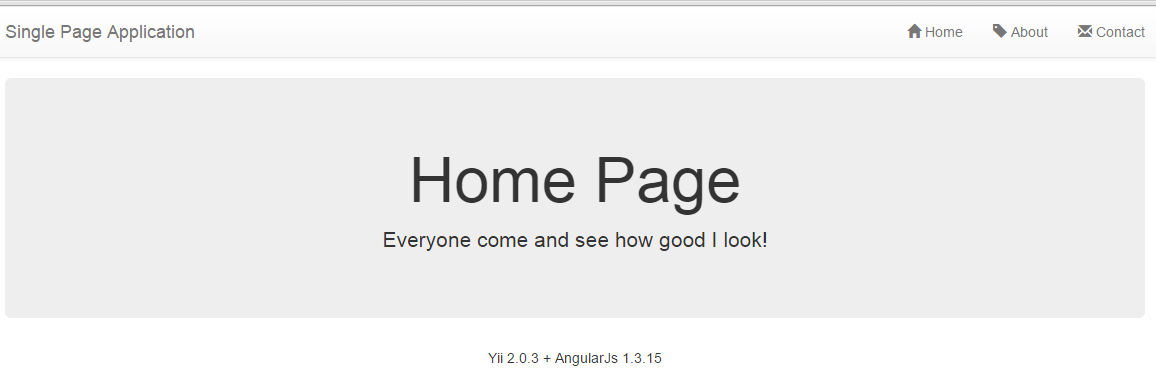 Single Page Application Home About Contact
Home Page
Everyone come and see how good I look!
Yii 2.0.3 + AngularJs 1.3.15